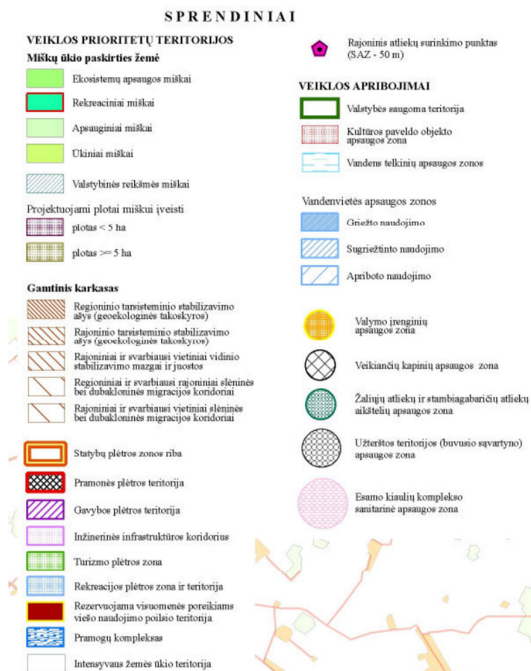 SPRENDINIAI
VEIKLOS PRIORITETŲ TERITORIJOS
Miškų ūkio paskirties žemė
Ekosistemų apsaugos miškai
Rekreaciniai miškai
Apsauginiai miškai
Ūkiniai miškai
Valstybinės reikšmės miškai
Projektuojami plotai miškui įveisti
plotas < 5 ha
plotas >= 5 ha
Gamtinis karkasas
Regioninio tarsisteminio stabilizavimo
ašys (geoekologinės takoskyros)
Rajoninio tarsisteminio stabilizavimo
ašys (geoekologinės takoskyros)
Rajoniniai ir svarbiausi vietiniai vidinio
stabilizavimo mazgai ir juostos
Regioniniai ir svarbiausi rajoniniai slėniniės
bei dubakloninės migracijos koridoriai
Rajoniniai ir svarbiausi vietiniai slėninės
bei dubakloninės migracijos koridoriai
Statybų plėtros zonos riba
Pramonės plėtros teritorija
Gavybos plėtros teritorija
Inžinerinės infrastruktūros koridorius
Turizmo plėtros zona
Rekreacijos plėtros zona ir teritorija
Rezervuojama visuomenės poreikiams
viešo naudojimo poilsio teritorija
Pramogų kompleksas
Intensyvaus žemės ūkio teritorija
Rajoninis atliekų surinkimo punktas
(SAZ - 50 m)
VEIKLOS APRIBOJIMAI
Valstybės saugoma teritorija
Kultūros paveldo objekto
apsaugos zona
Vandens telkinių apsaugos zonos
Vandenvietės apsaugos zonos
Griežto naudojimo
Sugriežtinto naudojimo
Apriboto naudojimo
Valymo įrenginių
apsaugos zona
Veikiančių kapinių apsaugos zona
Žaliųjų atliekų ir stambiagabaričių atliekų
aikštelių apsaugos zona
Užterštos teritorijos (buvusio sąvartyno)
apsaugos zona
Esamo kiaulių komplekso
sanitarinė apsaugos zona